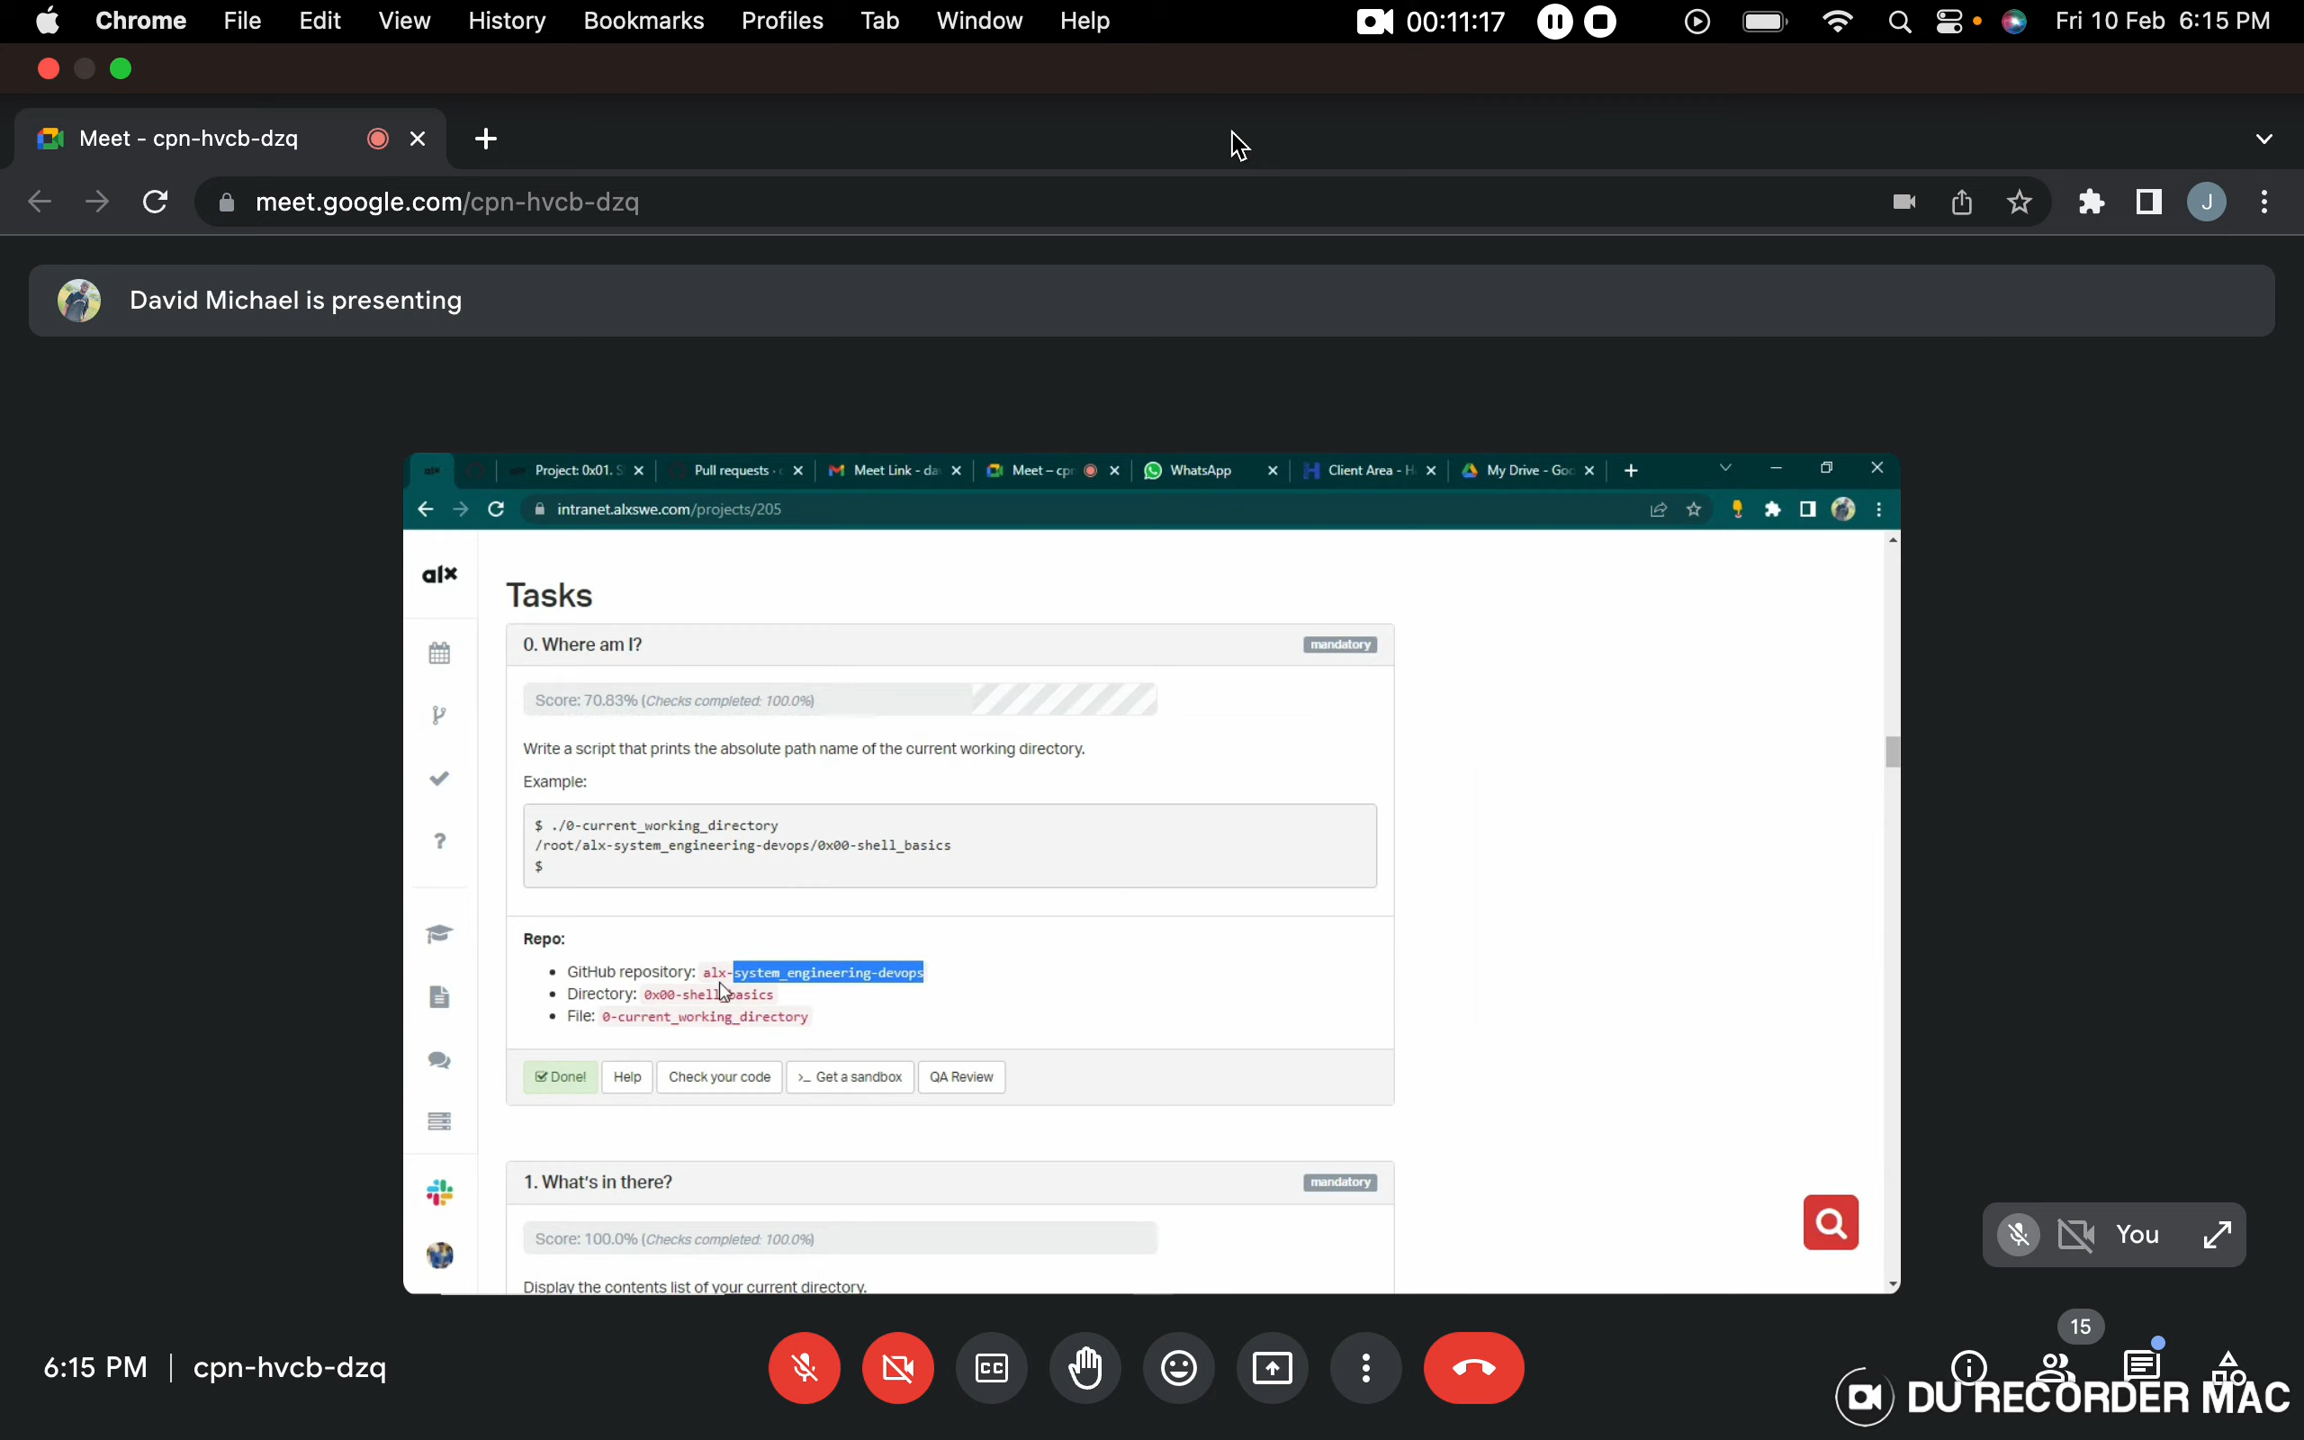 Chrome File Edit View History Bookmarks Profiles Tab Window Help 00:11:17 Fri 10 Feb 6:15 PM
Meet - cpn-hvcb-dzq
meet.google.com/cpn-hvcb-dzq J
David Michael is presenting
alx Project: 0x01. S Pull requests · Meet Link - da Meet – cpn WhatsApp Client Area - H My Drive - Goo
intranet.alxswe.com/projects/205
alx
Tasks
0. Where am I? mandatory
Score: 70.83% (Checks completed: 100.0%)
Write a script that prints the absolute path name of the current working directory.
Example:
$ ./0-current_working_directory
/root/alx-system_engineering-devops/0x00-shell_basics
$
Repo:
• GitHub repository: alx-system_engineering-devops
• Directory: 0x00-shell_basics
• File: 0-current_working_directory
Done! Help Check your code >_ Get a sandbox QA Review
1. What's in there? mandatory
Score: 100.0% (Checks completed: 100.0%)
Display the contents list of your current directory.
You
15
6:15 PM | cpn-hvcb-dzq
DU RECORDER MAC